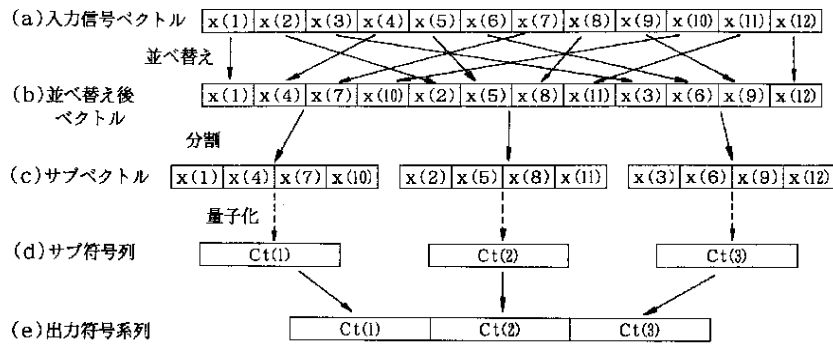 (a)入力信号ベクトル x(1) x(2) x(3) x(4) x(5) x(6) x(7) x(8) x(9) x(10) x(11) x(12)
並べ替え
(b)並べ替え後 x(1) x(4) x(7) x(10) x(2) x(5) x(8) x(11) x(3) x(6) x(9) x(12)
ベクトル
分割
(c)サブベクトル x(1) x(4) x(7) x(10) x(2) x(5) x(8) x(11) x(3) x(6) x(9) x(12)
量子化
(d)サブ符号列 Ct(1) Ct(2) Ct(3)
(e)出力符号系列 Ct(1) Ct(2) Ct(3)